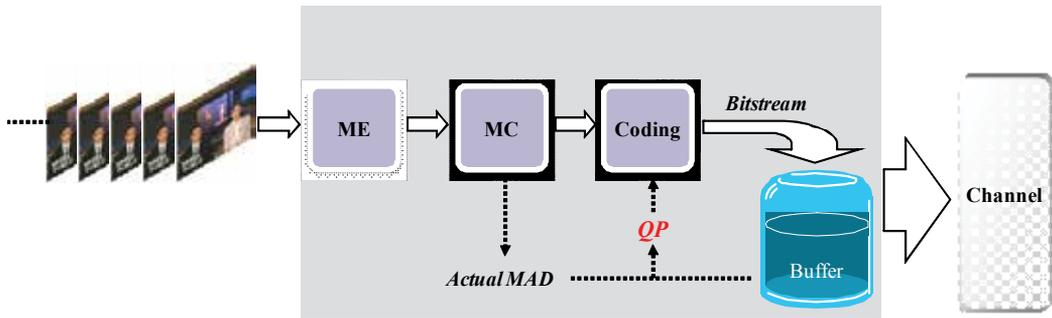 ME
MC
Coding
Bitstream
QP
Actual MAD
Buffer
Channel